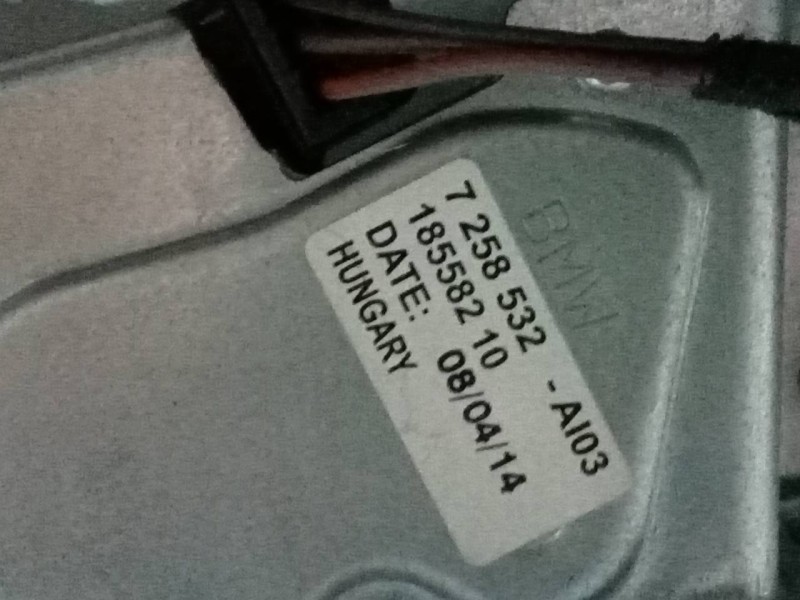 BMW
7 258 532 - AI03
185582 10
DATE: 08/04/14
HUNGARY